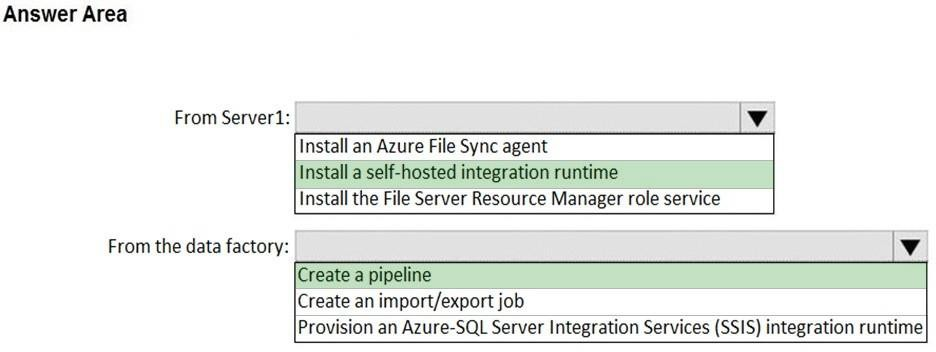 Answer Area
From Server1:
Install an Azure File Sync agent
Install a self-hosted integration runtime
Install the File Server Resource Manager role service
From the data factory:
Create a pipeline
Create an import/export job
Provision an Azure-SQL Server Integration Services (SSIS) integration runtime